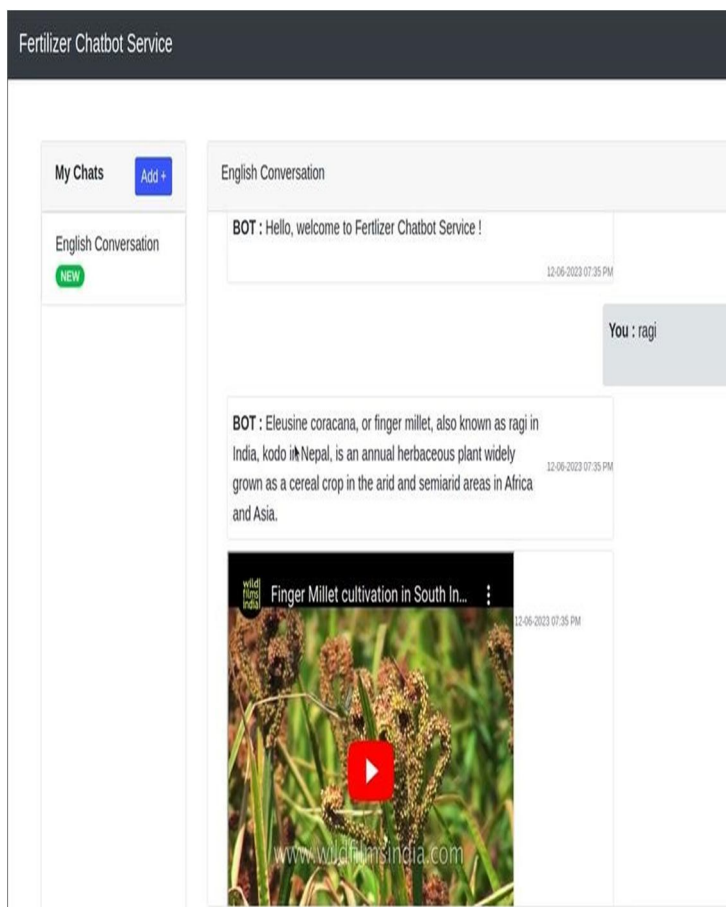 Fertilizer Chatbot Service
My Chats
Add +
English Conversation
NEW
English Conversation
BOT : Hello, welcome to Fertlizer Chatbot Service !
12-06-2023 07:35 PM
You : ragi
BOT : Eleusine coracana, or finger millet, also known as ragi in
India, kodo in Nepal, is an annual herbaceous plant widely
grown as a cereal crop in the arid and semiarid areas in Africa
and Asia.
12-06-2023 07:35 PM
wild
films
india
Finger Millet cultivation in South In...
12-06-2023 07:35 PM
www.wildfilmsindia.com